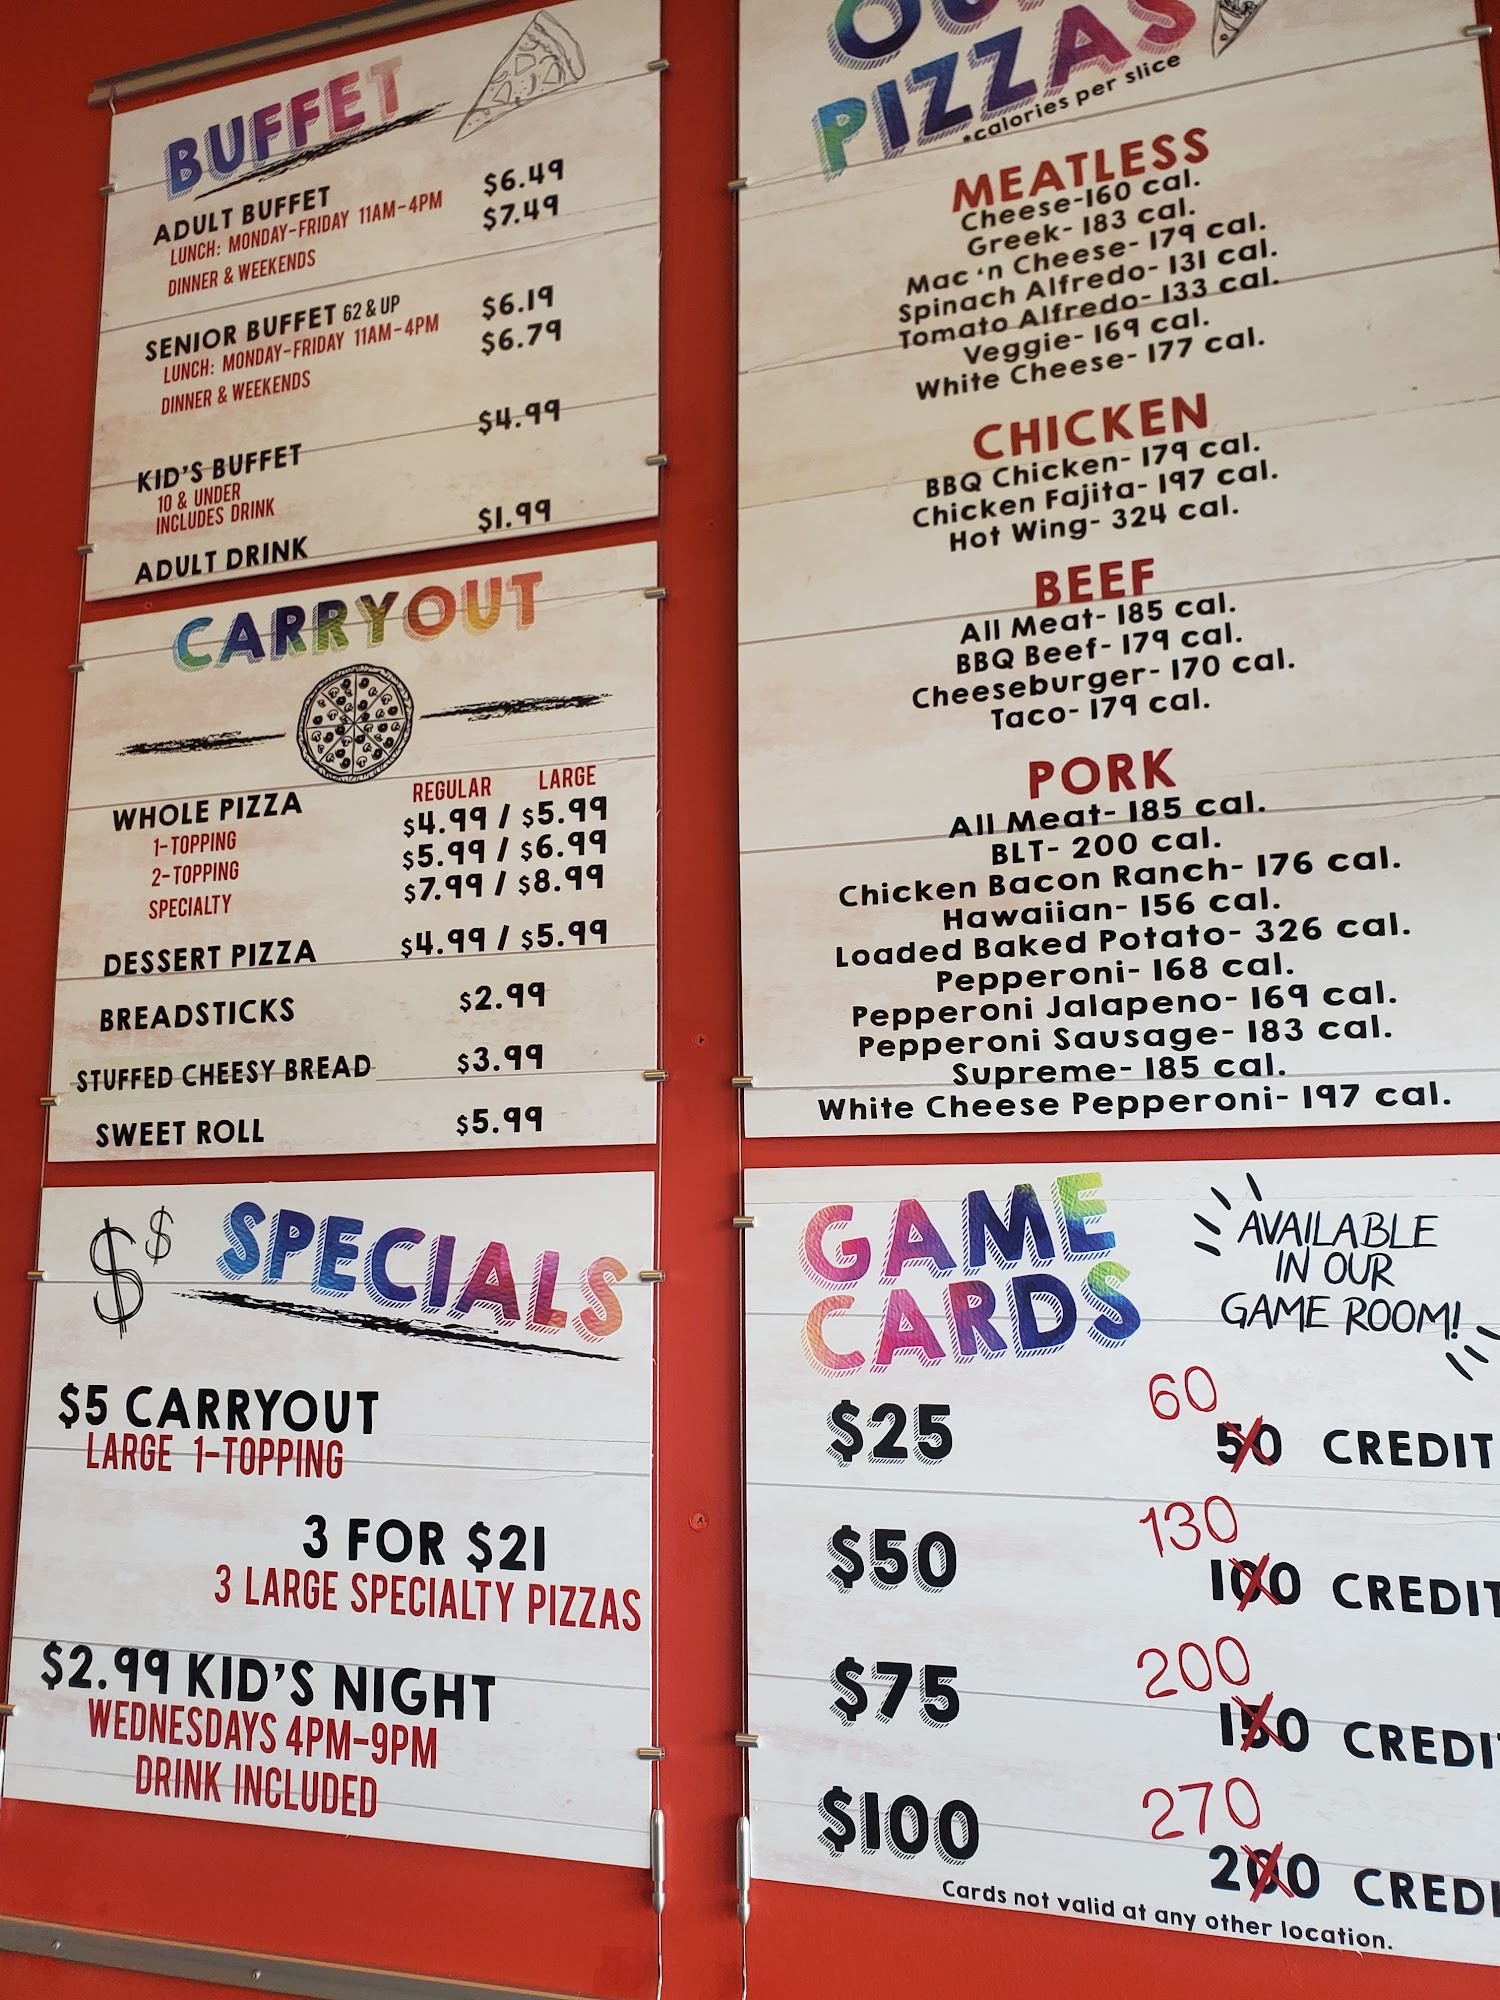 BUFFET
ADULT BUFFET
LUNCH: MONDAY-FRIDAY 11AM-4PM $6.49
DINNER & WEEKENDS $7.49
SENIOR BUFFET 62 & UP
LUNCH: MONDAY-FRIDAY 11AM-4PM $6.19
DINNER & WEEKENDS $6.79
KID'S BUFFET $4.99
10 & UNDER
INCLUDES DRINK
ADULT DRINK $1.99
CARRYOUT
REGULAR LARGE
WHOLE PIZZA
1-TOPPING $4.99 / $5.99
2-TOPPING $5.99 / $6.99
SPECIALTY $7.99 / $8.99
DESSERT PIZZA $4.99 / $5.99
BREADSTICKS $2.99
STUFFED CHEESY BREAD $3.99
SWEET ROLL $5.99
$ $ SPECIALS
$5 CARRYOUT
LARGE 1-TOPPING
3 FOR $21
3 LARGE SPECIALTY PIZZAS
$2.99 KID'S NIGHT
WEDNESDAYS 4PM-9PM
DRINK INCLUDED
PIZZAS
*calories per slice
MEATLESS
Cheese-160 cal.
Greek- 183 cal.
Mac 'n Cheese- 179 cal.
Spinach Alfredo- 131 cal.
Tomato Alfredo- 133 cal.
Veggie- 169 cal.
White Cheese- 177 cal.
CHICKEN
BBQ Chicken- 179 cal.
Chicken Fajita- 197 cal.
Hot Wing- 324 cal.
BEEF
All Meat- 185 cal.
BBQ Beef- 179 cal.
Cheeseburger- 170 cal.
Taco- 179 cal.
PORK
All Meat- 185 cal.
BLT- 200 cal.
Chicken Bacon Ranch- 176 cal.
Hawaiian- 156 cal.
Loaded Baked Potato- 326 cal.
Pepperoni- 168 cal.
Pepperoni Jalapeno- 169 cal.
Pepperoni Sausage- 183 cal.
Supreme- 185 cal.
White Cheese Pepperoni- 197 cal.
GAME
CARDS
AVAILABLE
IN OUR
GAME ROOM!
60
$25 50 CREDIT
130
$50 100 CREDIT
200
$75 150 CREDI
270
$100 200 CREDI
Cards not valid at any other location.